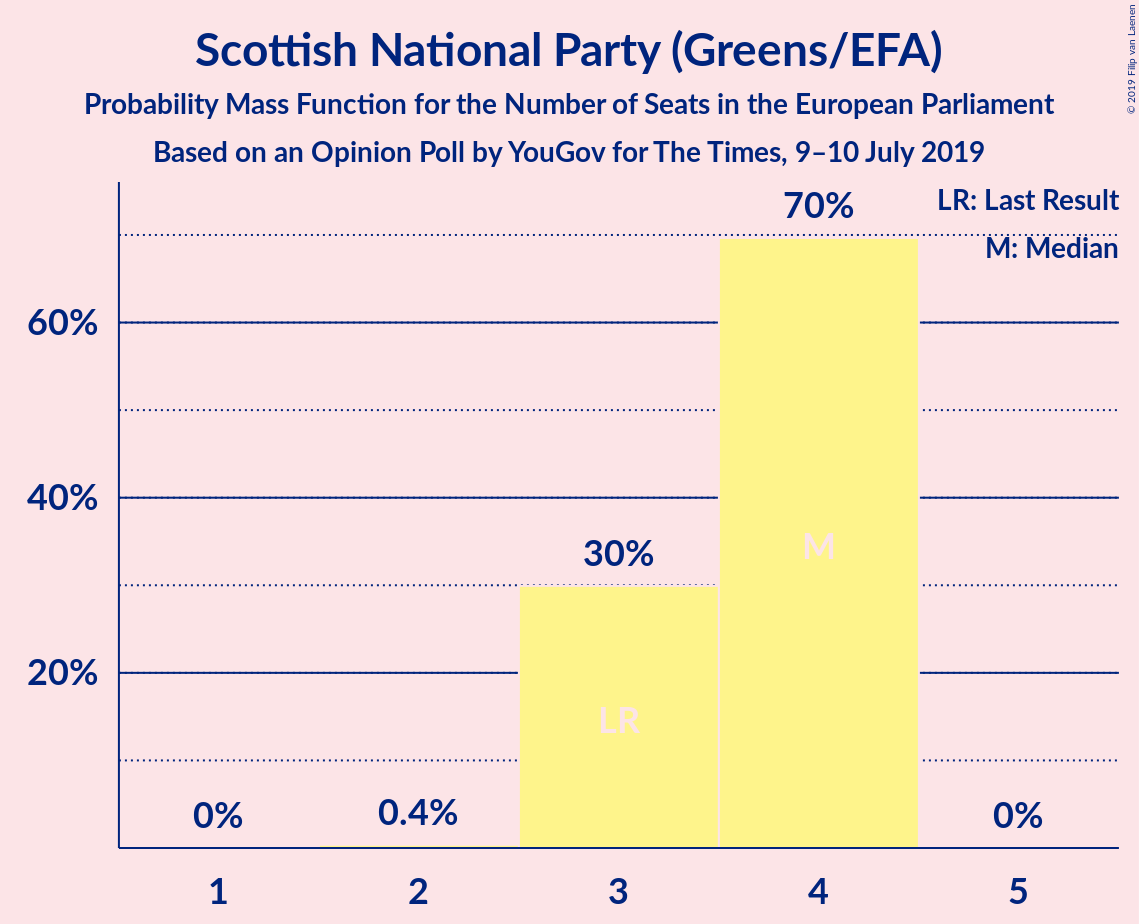 Scottish National Party (Greens/EFA)
Probability Mass Function for the Number of Seats in the European Parliament
Based on an Opinion Poll by YouGov for The Times, 9–10 July 2019
© 2019 Filip van Laenen
LR: Last Result
M: Median
70%
60%
40%
30%
M
20%
LR
0%
0.4%
0%
1
2
3
4
5